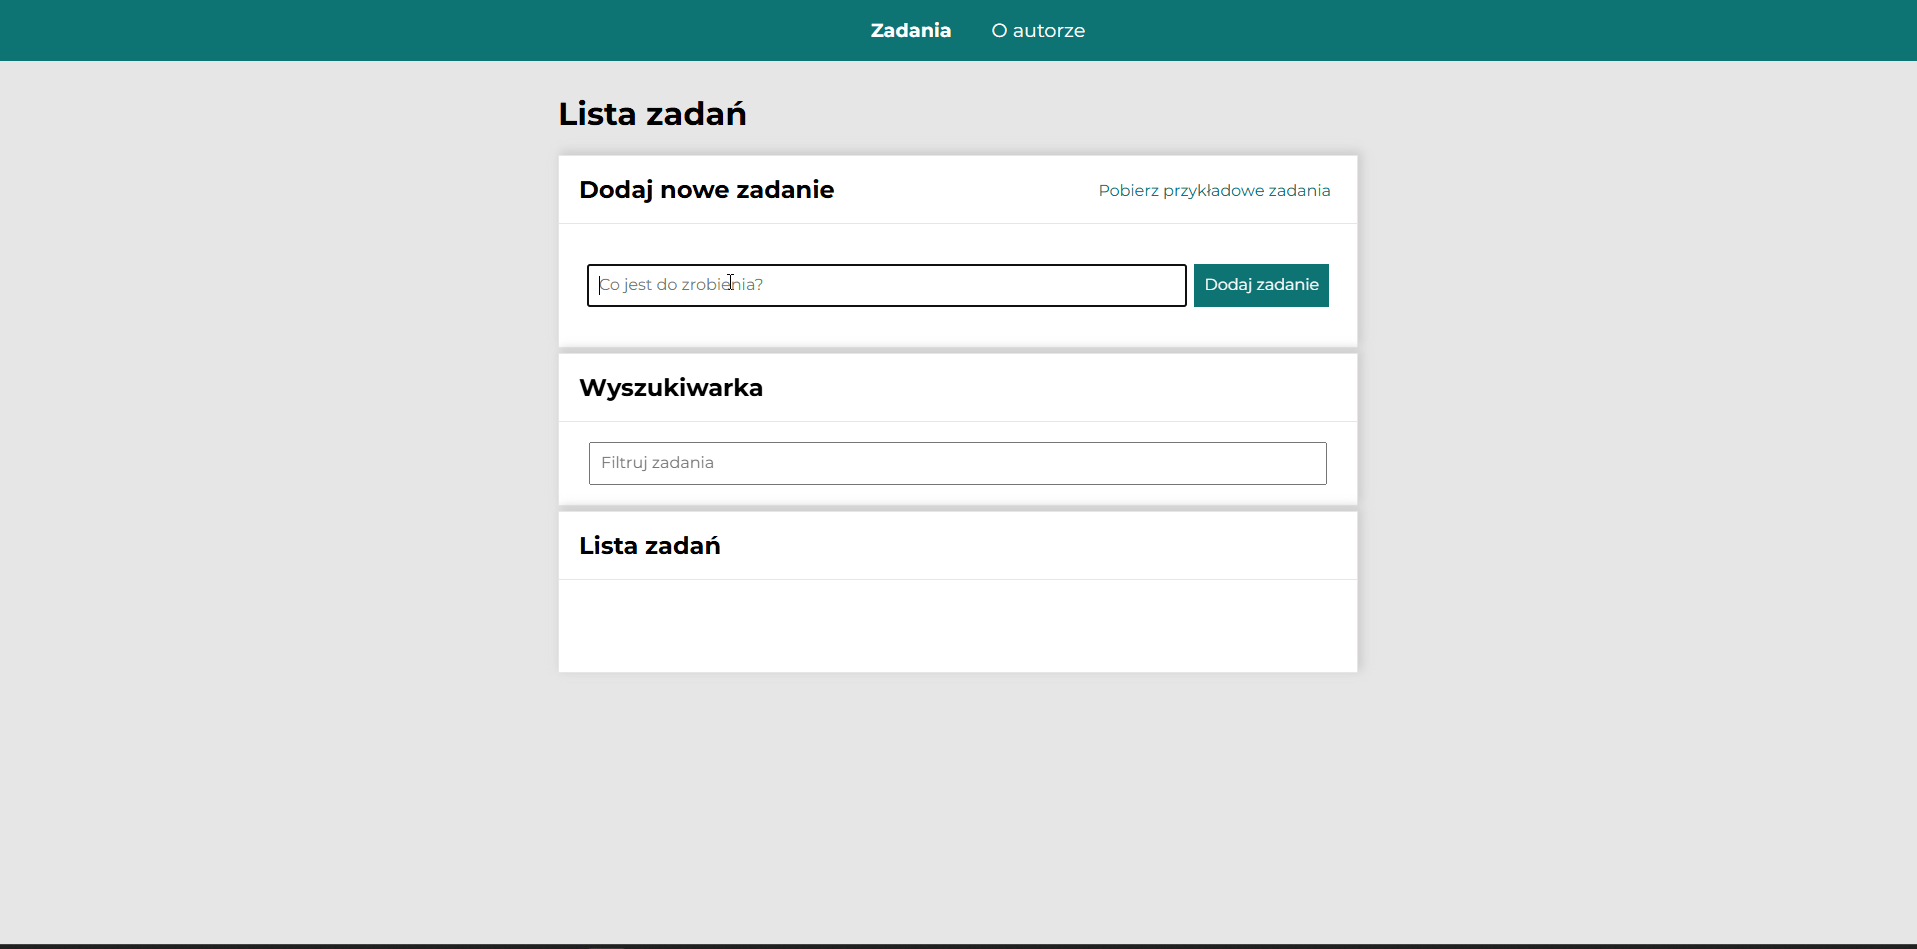 Zadania O autorze
Lista zadań
Dodaj nowe zadanie Pobierz przykładowe zadania
Co jest do zrobienia? Dodaj zadanie
Wyszukiwarka
Filtruj zadania
Lista zadań